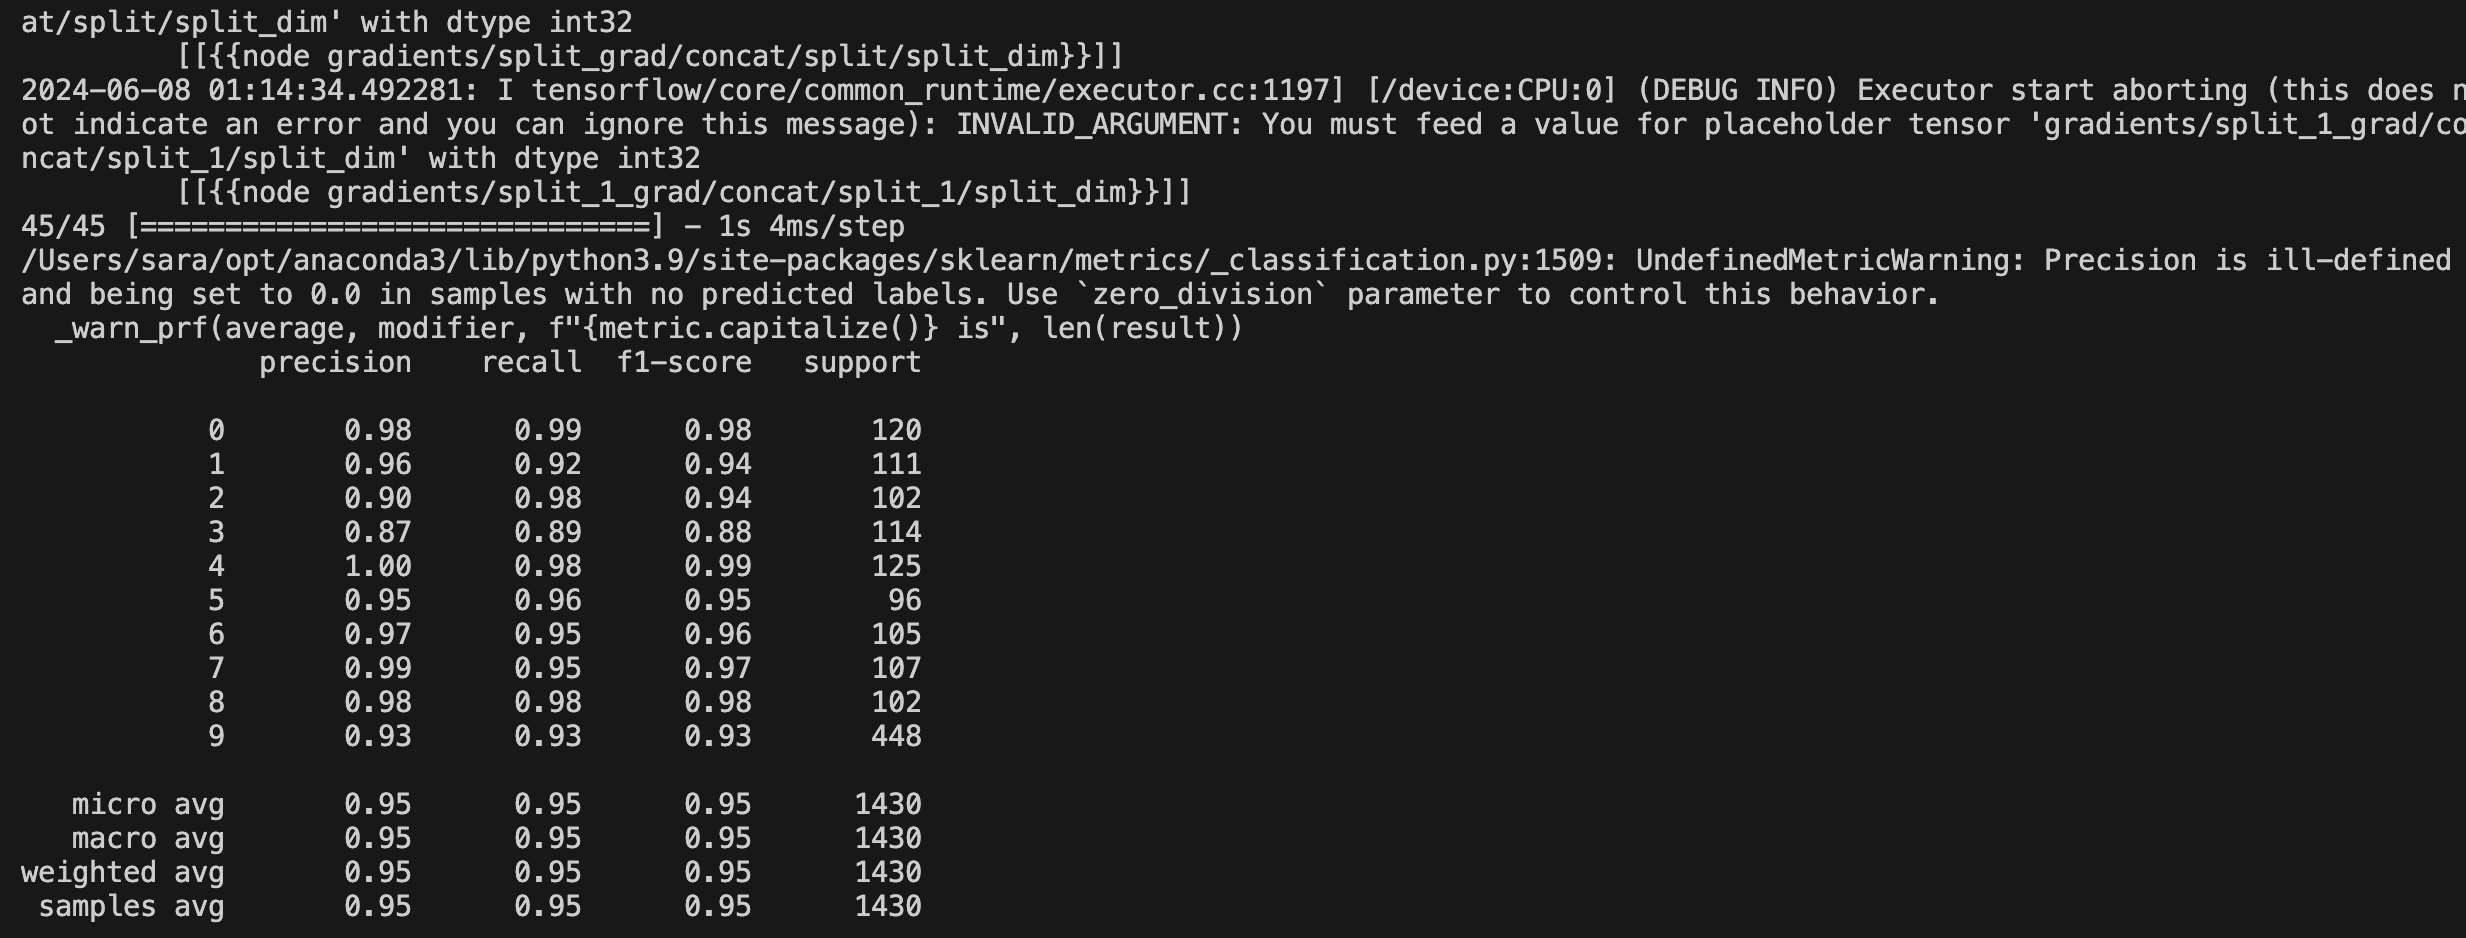 at/split/split_dim' with dtype int32
         [[{{node gradients/split_grad/concat/split/split_dim}}]]
2024-06-08 01:14:34.492281: I tensorflow/core/common_runtime/executor.cc:1197] [/device:CPU:0] (DEBUG INFO) Executor start aborting (this does n
ot indicate an error and you can ignore this message): INVALID_ARGUMENT: You must feed a value for placeholder tensor 'gradients/split_1_grad/co
ncat/split_1/split_dim' with dtype int32
         [[{{node gradients/split_1_grad/concat/split_1/split_dim}}]]
45/45 [==============================] - 1s 4ms/step
/Users/sara/opt/anaconda3/lib/python3.9/site-packages/sklearn/metrics/_classification.py:1509: UndefinedMetricWarning: Precision is ill-defined
and being set to 0.0 in samples with no predicted labels. Use `zero_division` parameter to control this behavior.
  _warn_prf(average, modifier, f"{metric.capitalize()} is", len(result))
              precision    recall  f1-score   support

           0       0.98      0.99      0.98       120
           1       0.96      0.92      0.94       111
           2       0.90      0.98      0.94       102
           3       0.87      0.89      0.88       114
           4       1.00      0.98      0.99       125
           5       0.95      0.96      0.95        96
           6       0.97      0.95      0.96       105
           7       0.99      0.95      0.97       107
           8       0.98      0.98      0.98       102
           9       0.93      0.93      0.93       448

   micro avg       0.95      0.95      0.95      1430
   macro avg       0.95      0.95      0.95      1430
weighted avg       0.95      0.95      0.95      1430
 samples avg       0.95      0.95      0.95      1430